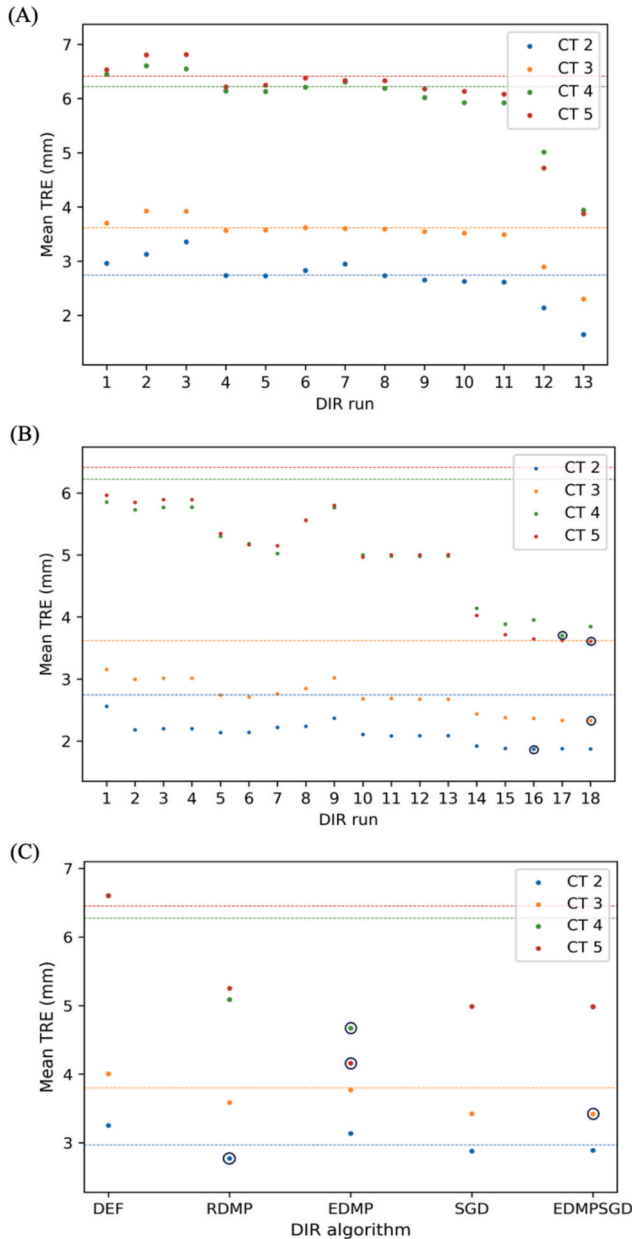 (A)
7
6
5
4
3
2
Mean TRE (mm)
CT 2
CT 3
CT 4
CT 5
1 2 3 4 5 6 7 8 9 10 11 12 13
DIR run
(B)
6
5
4
3
2
Mean TRE (mm)
CT 2
CT 3
CT 4
CT 5
1 2 3 4 5 6 7 8 9 10 11 12 13 14 15 16 17 18
DIR run
(C)
7
6
5
4
3
Mean TRE (mm)
CT 2
CT 3
CT 4
CT 5
DEF RDMP EDMP SGD EDMPSGD
DIR algorithm